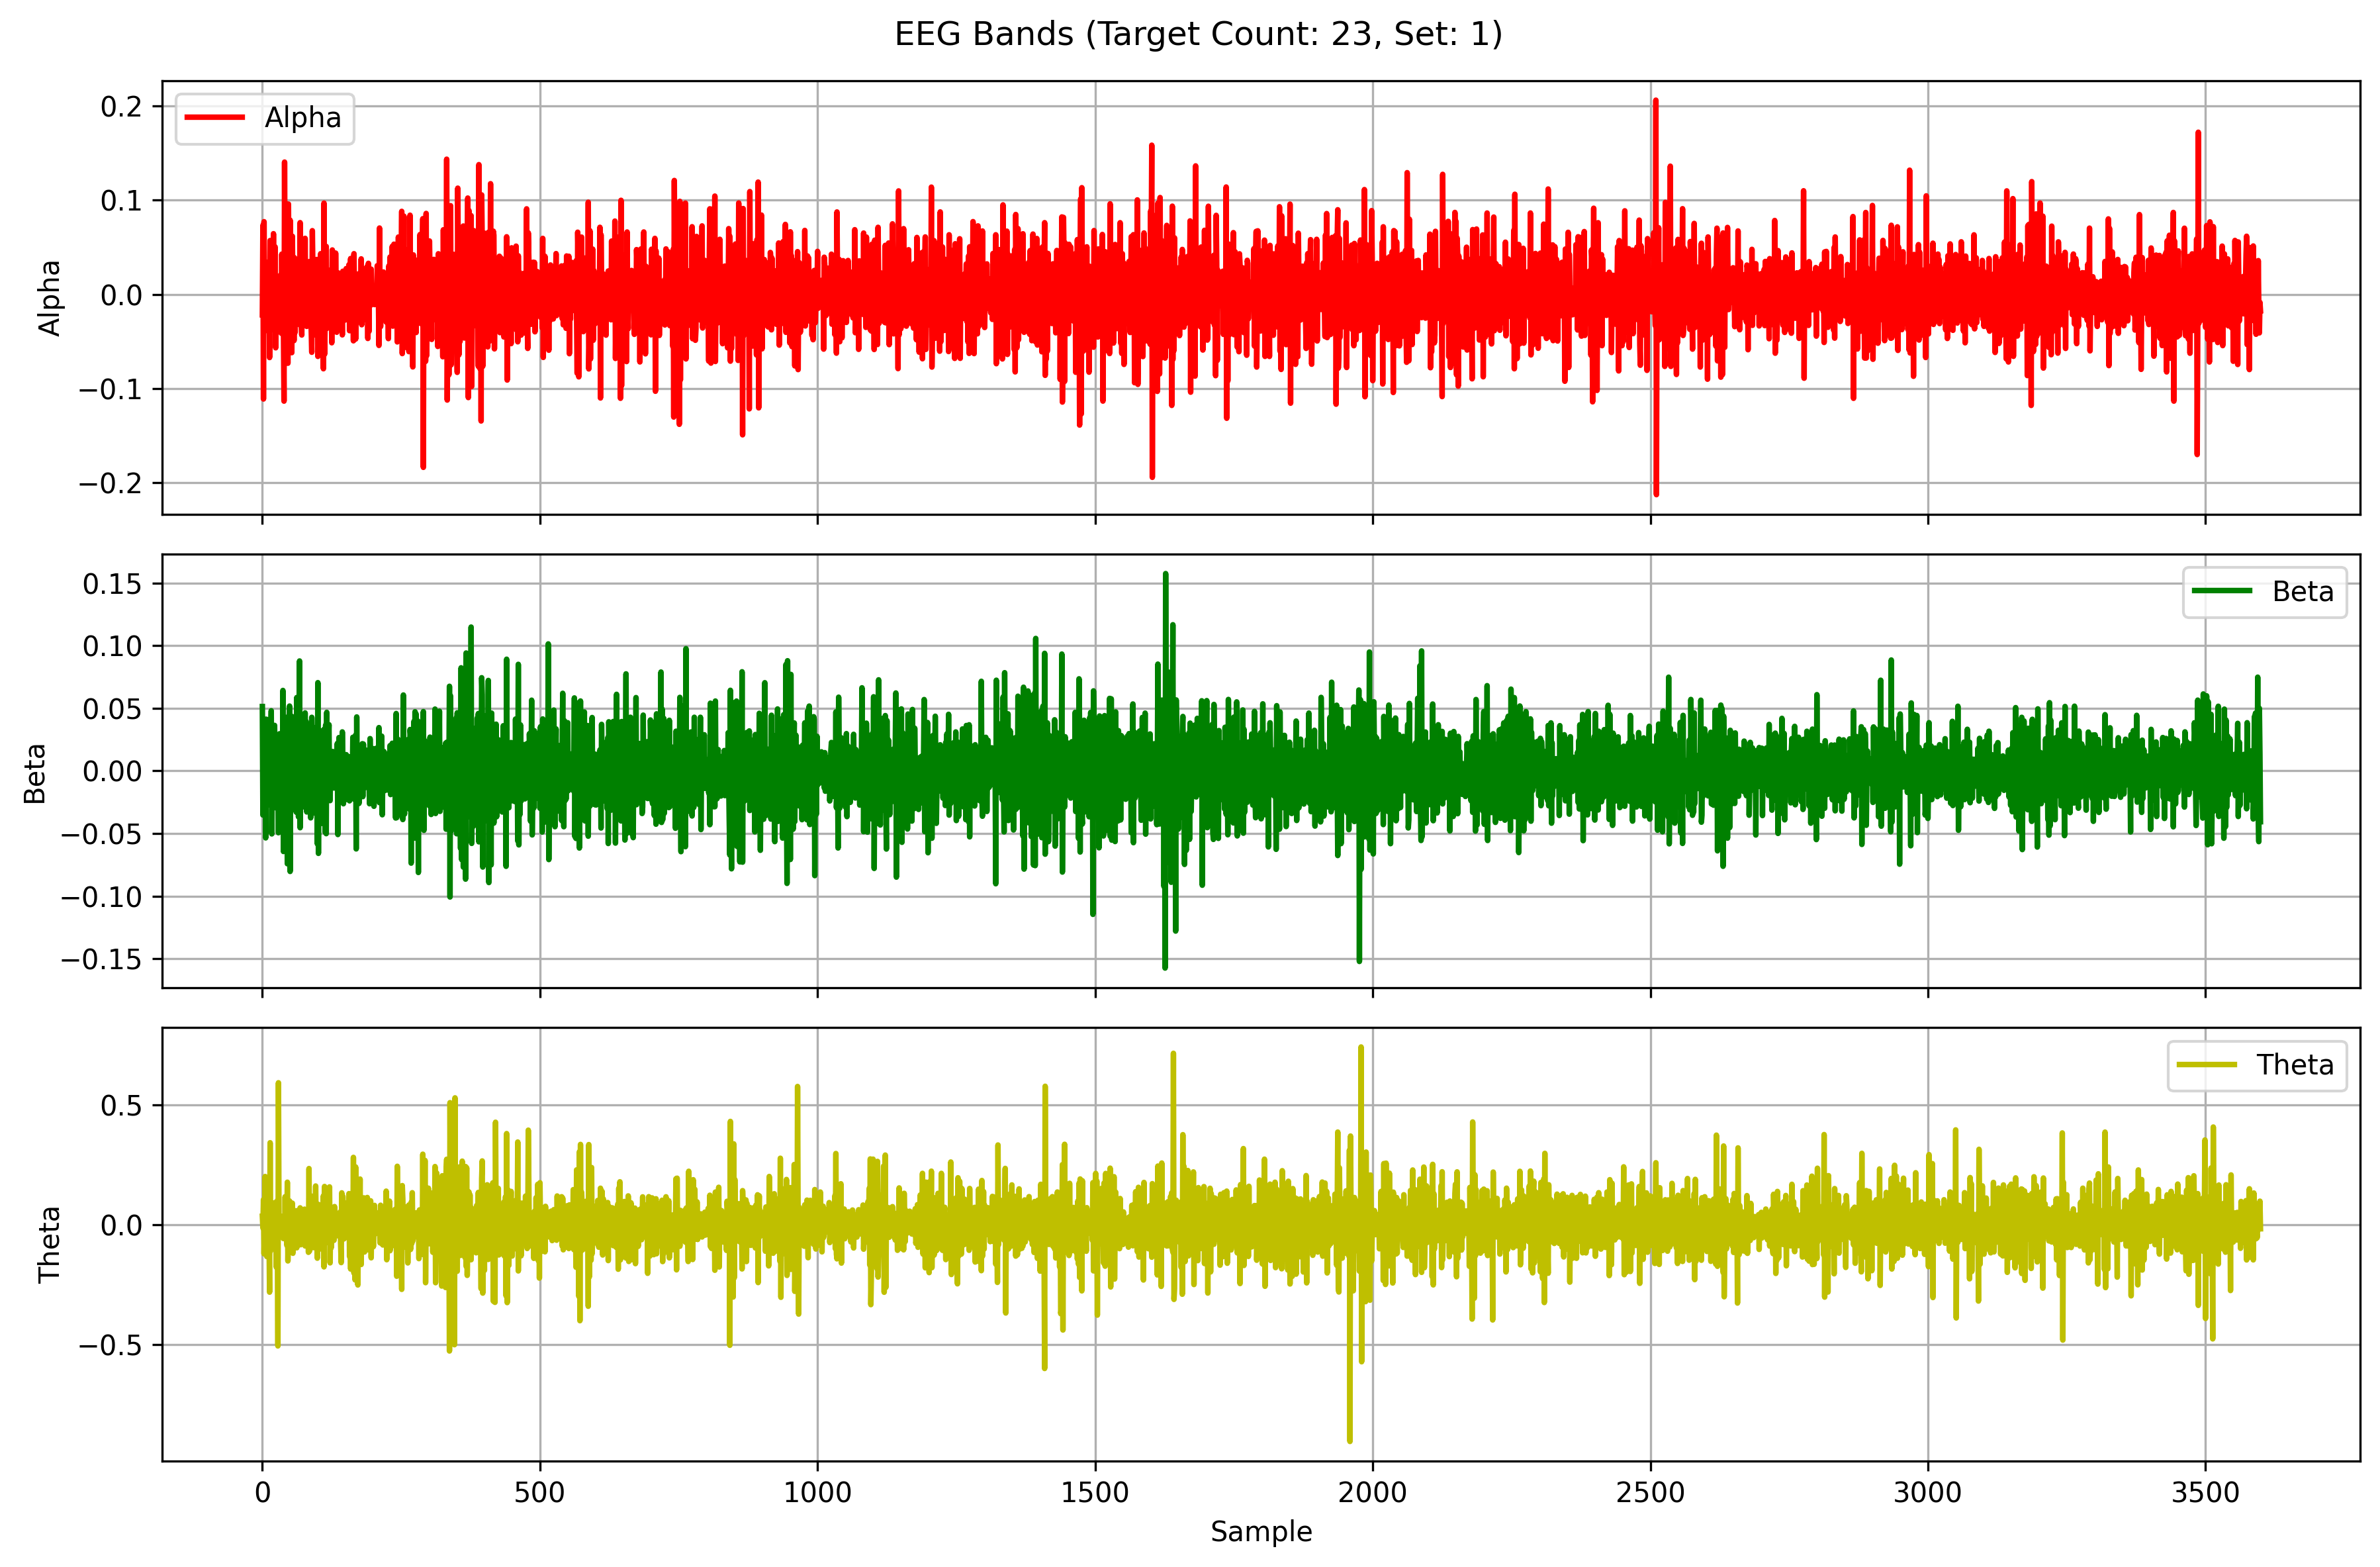 EEG Bands (Target Count: 23, Set: 1)
Alpha
0.2
0.1
0.0
−0.1
−0.2
Alpha
Beta
0.15
0.10
0.05
0.00
−0.05
−0.10
−0.15
Beta
Theta
0.5
0.0
−0.5
Theta
0 500 1000 1500 2000 2500 3000 3500
Sample